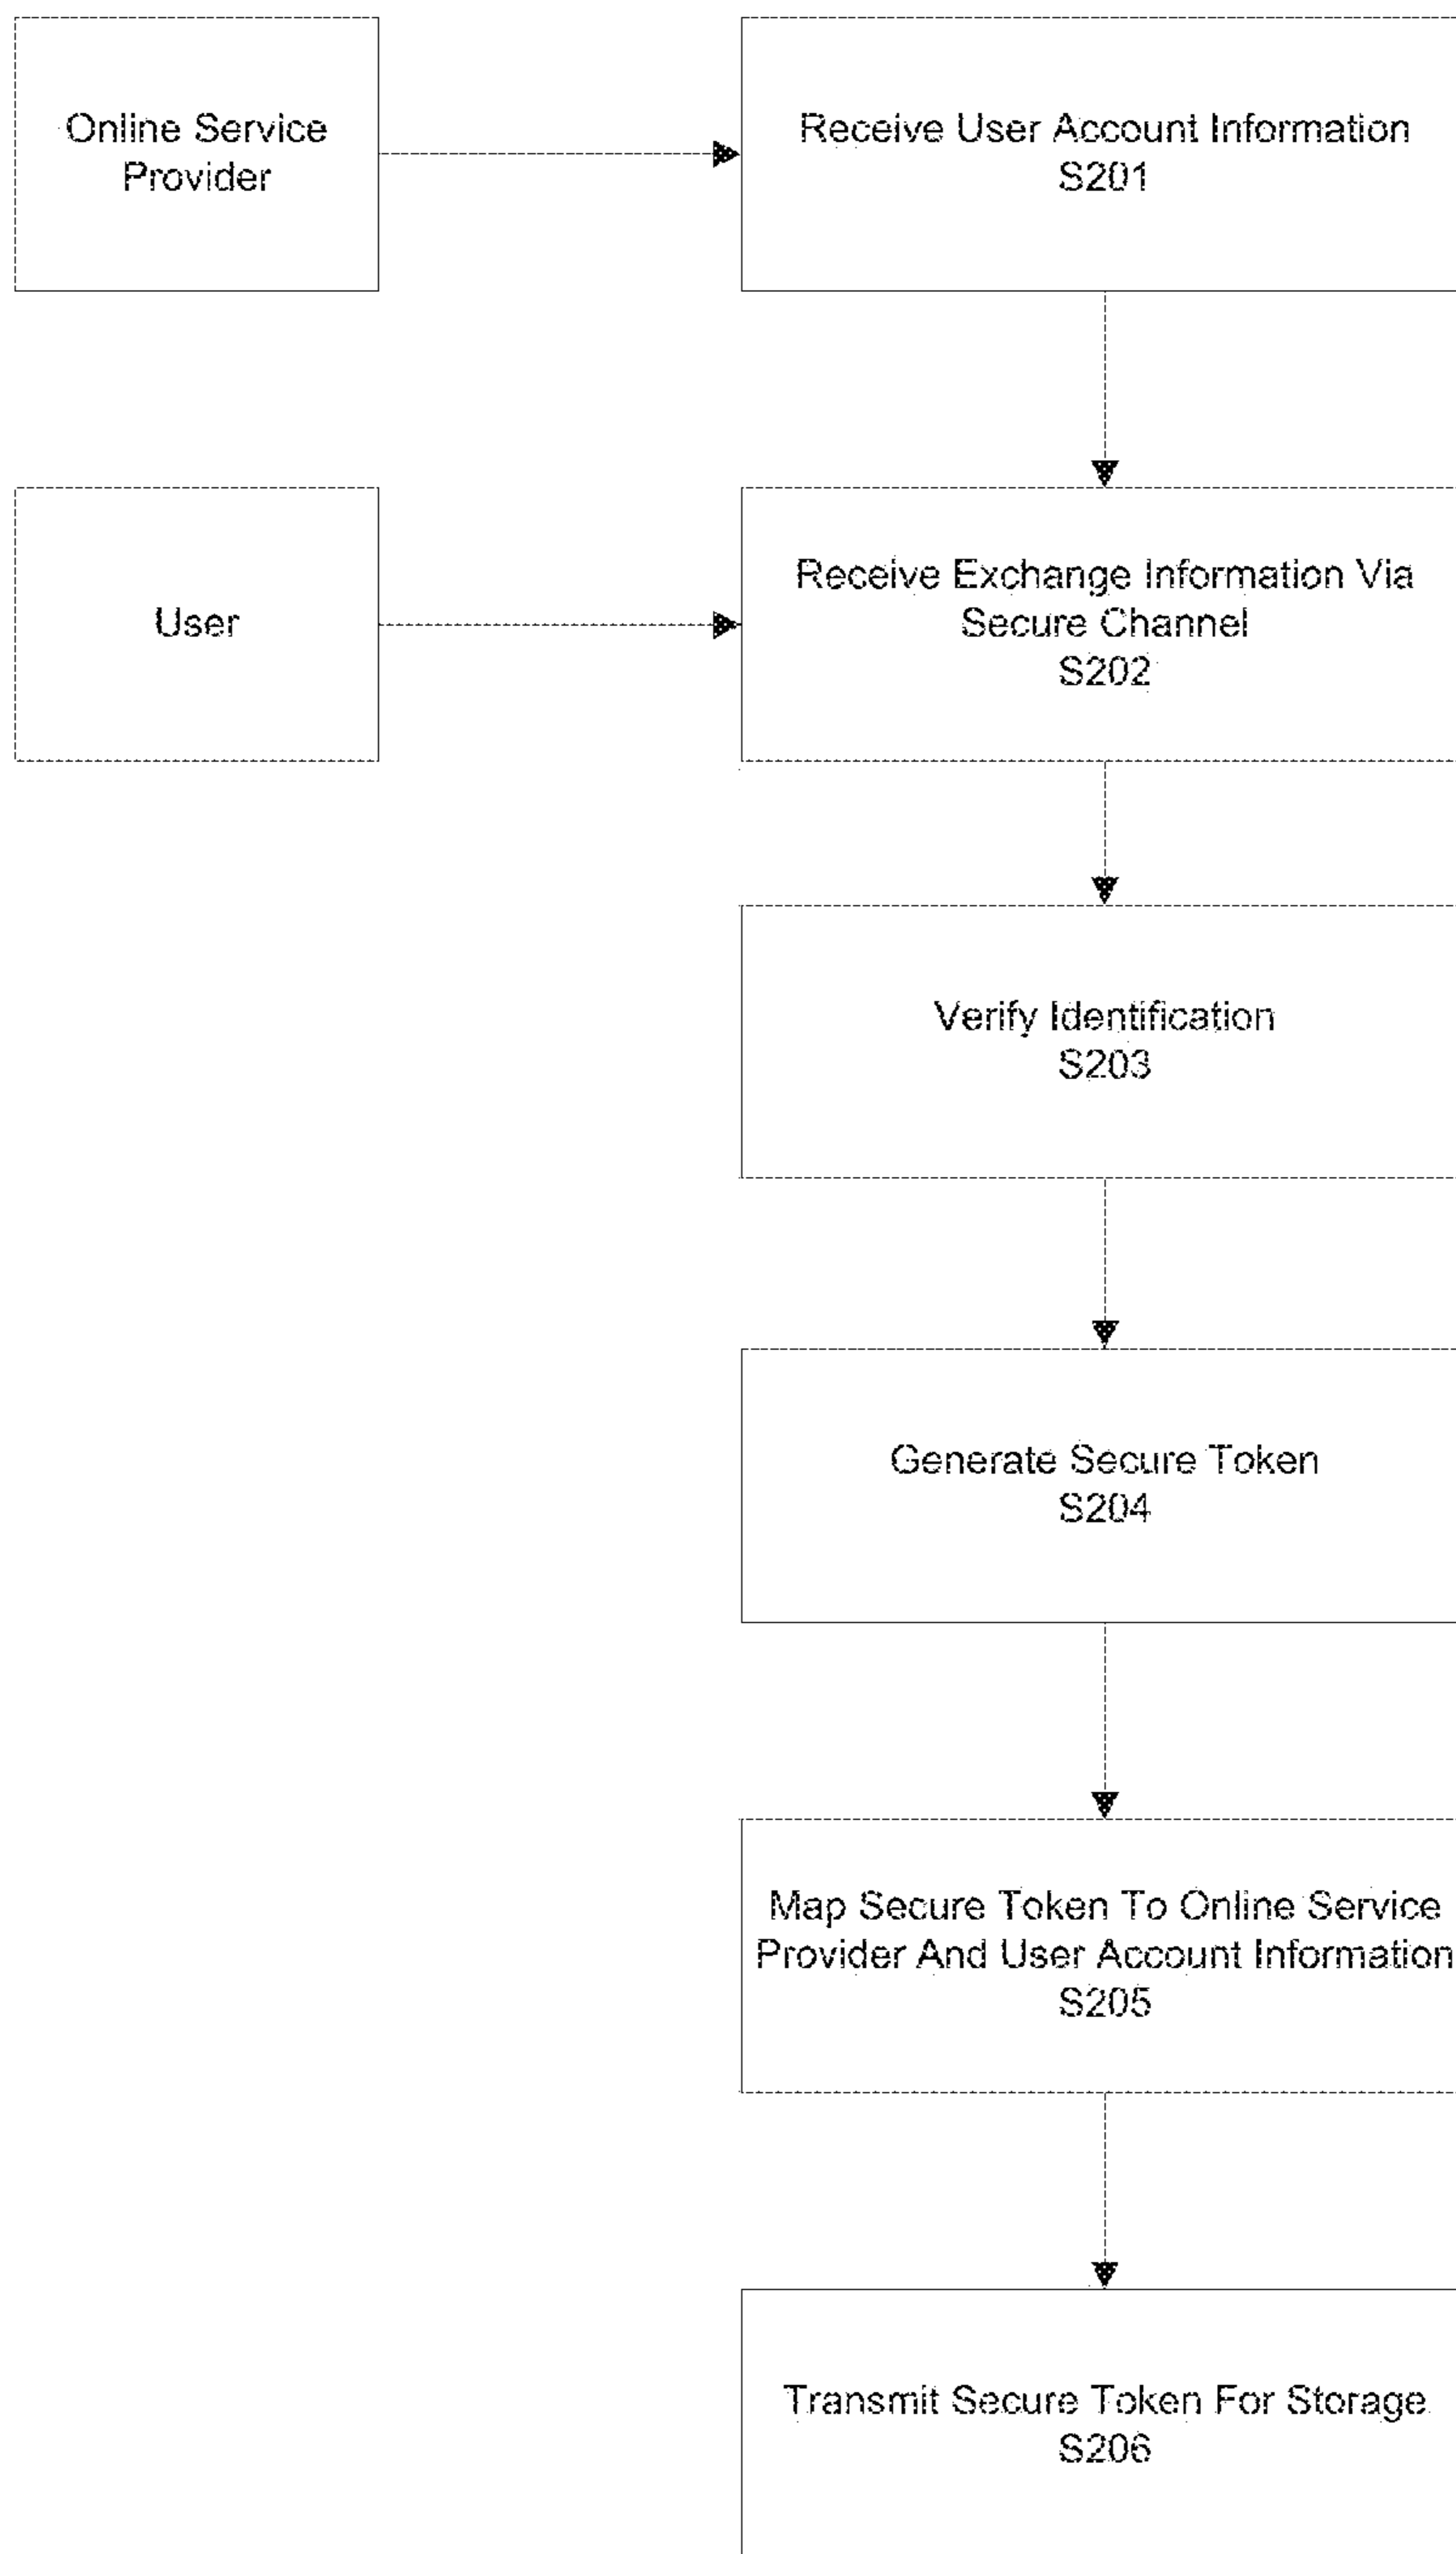 Online Service
Provider
Receive User Account Information
S201
User
Receive Exchange Information Via
Secure Channel
S202
Verify Identification
S203
Generate Secure Token
S204
Map Secure Token To Online Service
Provider And User Account Information
S205
Transmit Secure Token For Storage
S206